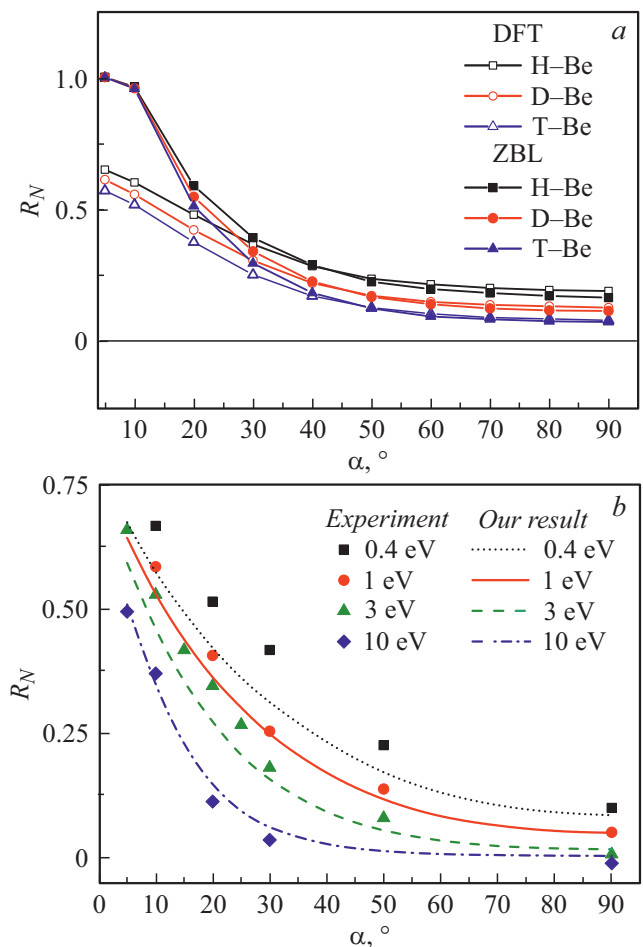 a
DFT
H–Be
D–Be
T–Be
ZBL
H–Be
D–Be
T–Be
1.0
0.5
0
R_N
10 20 30 40 50 60 70 80 90
α, °
b
Experiment Our result
0.4 eV 0.4 eV
1 eV 1 eV
3 eV 3 eV
10 eV 10 eV
0.75
0.50
0.25
0
R_N
0 10 20 30 40 50 60 70 80 90
α, °